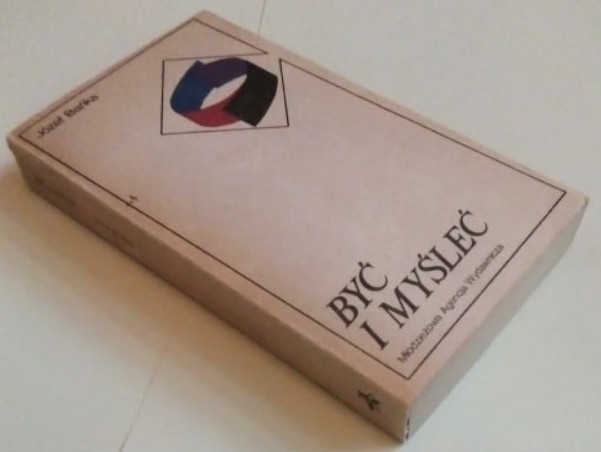 Józef Bańka
BYĆ
I MYŚLEĆ
Młodzieżowa Agencja Wydawnicza